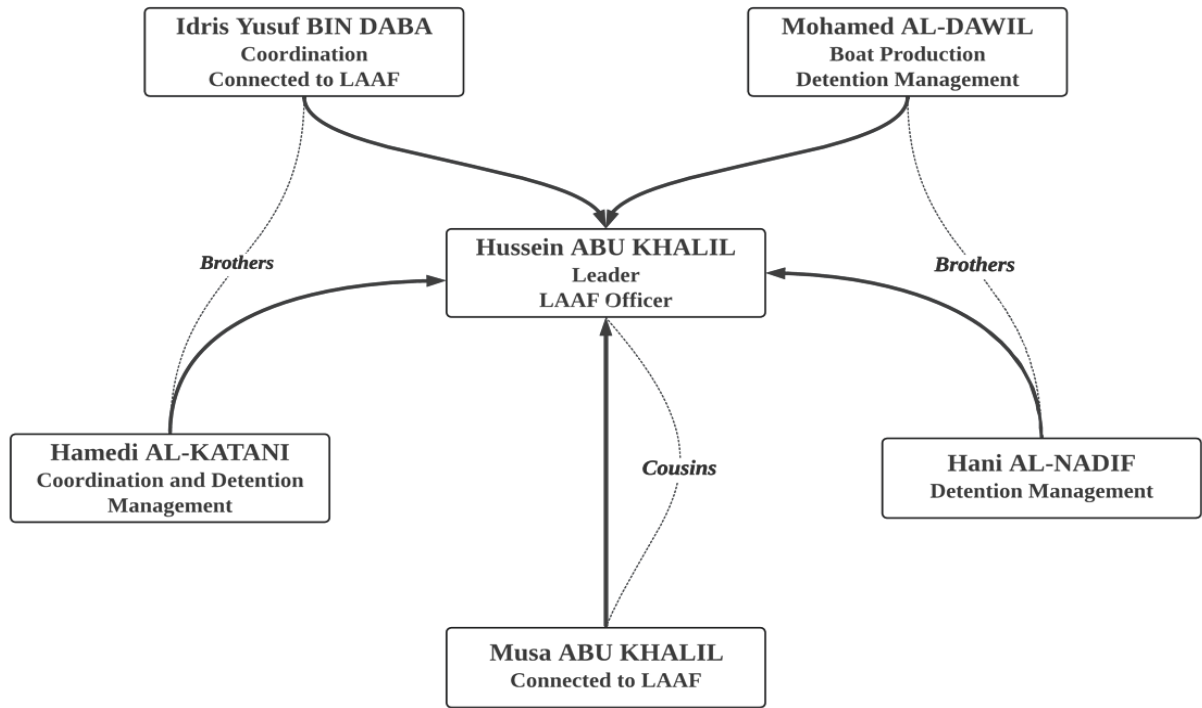 Idris Yusuf BIN DABA
Coordination
Connected to LAAF
Mohamed AL-DAWIL
Boat Production
Detention Management
Hussein ABU KHALIL
Leader
LAAF Officer
Brothers
Brothers
Hamedi AL-KATANI
Coordination and Detention
Management
Cousins
Hani AL-NADIF
Detention Management
Musa ABU KHALIL
Connected to LAAF